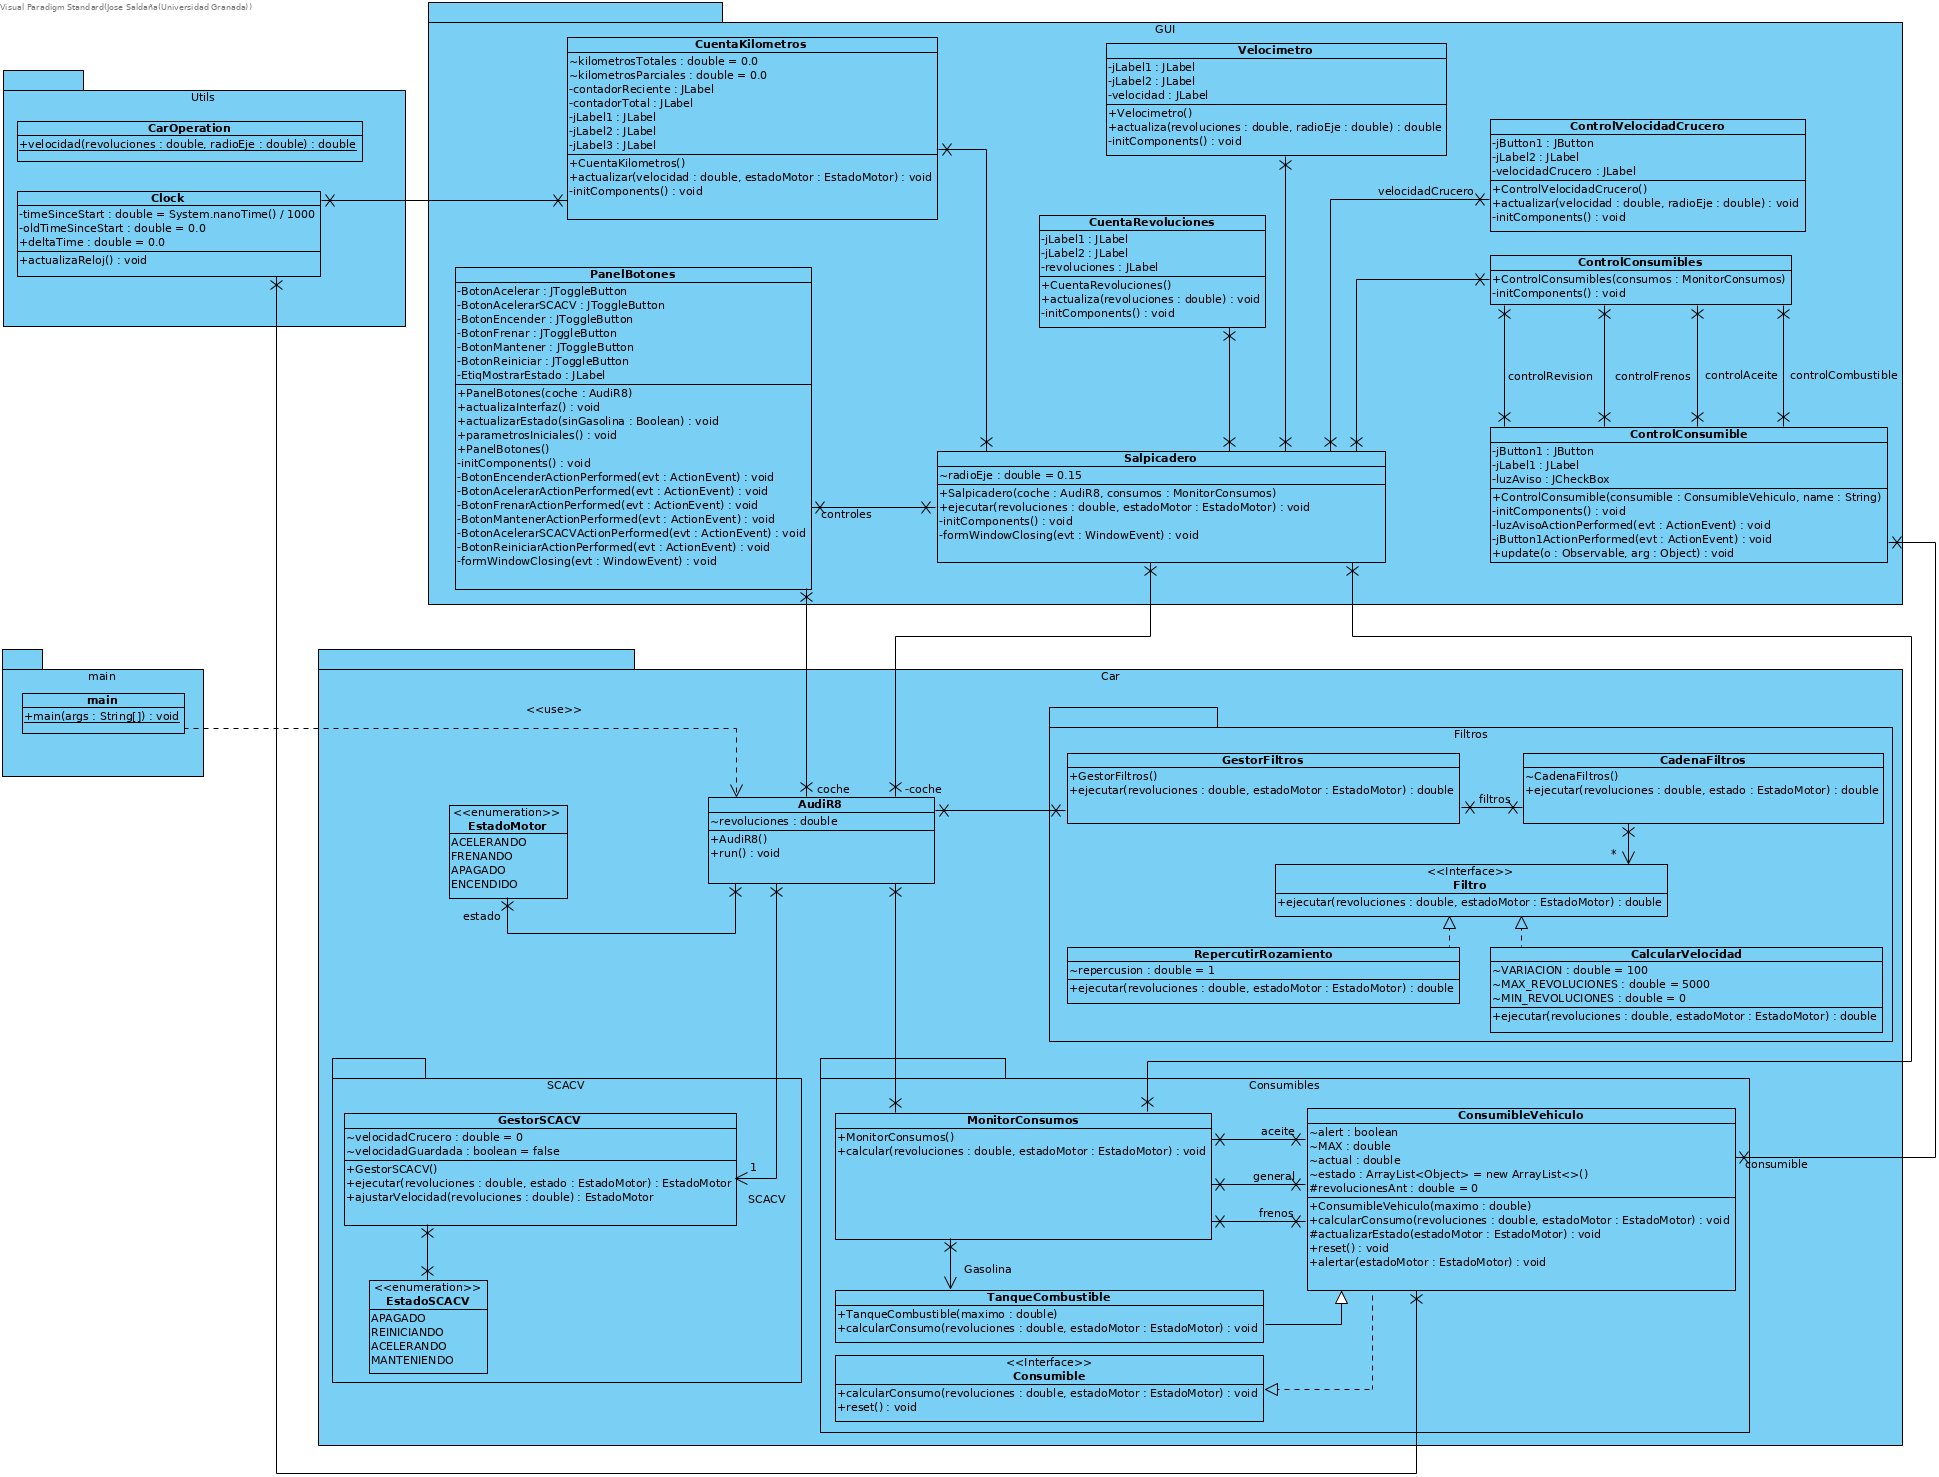 Visual Paradigm Standard(Jose Saldaña(Universidad Granada))
GUI
CuentaKilometros
~kilometrosTotales : double = 0.0
~kilometrosParciales : double = 0.0
-contadorReciente : JLabel
-contadorTotal : JLabel
-jLabel1 : JLabel
-jLabel2 : JLabel
-jLabel3 : JLabel
+CuentaKilometros()
+actualizar(velocidad : double, estadoMotor : EstadoMotor) : void
-initComponents() : void
Velocimetro
-jLabel1 : JLabel
-jLabel2 : JLabel
-velocidad : JLabel
+Velocimetro()
+actualiza(revoluciones : double, radioEje : double) : double
-initComponents() : void
Utils
CarOperation
+velocidad(revoluciones : double, radioEje : double) : double
Clock
-timeSinceStart : double = System.nanoTime() / 1000
-oldTimeSinceStart : double = 0.0
+deltaTime : double = 0.0
+actualizaReloj() : void
ControlVelocidadCrucero
-jButton1 : JButton
-jLabel2 : JLabel
-velocidadCrucero : JLabel
+ControlVelocidadCrucero()
+actualizar(velocidad : double, radioEje : double) : void
-initComponents() : void
velocidadCrucero
CuentaRevoluciones
-jLabel1 : JLabel
-jLabel2 : JLabel
-revoluciones : JLabel
+CuentaRevoluciones()
+actualiza(revoluciones : double) : void
-initComponents() : void
ControlConsumibles
+ControlConsumibles(consumos : MonitorConsumos)
-initComponents() : void
PanelBotones
-BotonAcelerar : JToggleButton
-BotonAcelerarSCACV : JToggleButton
-BotonEncender : JToggleButton
-BotonFrenar : JToggleButton
-BotonMantener : JToggleButton
-BotonReiniciar : JToggleButton
-EtiqMostrarEstado : JLabel
+PanelBotones(coche : AudiR8)
+actualizaInterfaz() : void
+actualizarEstado(sinGasolina : Boolean) : void
+parametrosIniciales() : void
+PanelBotones()
-initComponents() : void
-BotonEncenderActionPerformed(evt : ActionEvent) : void
-BotonAcelerarActionPerformed(evt : ActionEvent) : void
-BotonFrenarActionPerformed(evt : ActionEvent) : void
-BotonMantenerActionPerformed(evt : ActionEvent) : void
-BotonAcelerarSCACVActionPerformed(evt : ActionEvent) : void
-BotonReiniciarActionPerformed(evt : ActionEvent) : void
-formWindowClosing(evt : WindowEvent) : void
controlRevision
controlFrenos
controlAceite
controlCombustible
ControlConsumible
-jButton1 : JButton
-jLabel1 : JLabel
-luzAviso : JCheckBox
+ControlConsumible(consumible : ConsumibleVehiculo, name : String)
-initComponents() : void
-luzAvisoActionPerformed(evt : ActionEvent) : void
-jButton1ActionPerformed(evt : ActionEvent) : void
+update(o : Observable, arg : Object) : void
Salpicadero
~radioEje : double = 0.15
+Salpicadero(coche : AudiR8, consumos : MonitorConsumos)
+ejecutar(revoluciones : double, estadoMotor : EstadoMotor) : void
-initComponents() : void
-formWindowClosing(evt : WindowEvent) : void
controles
main
main
+main(args : String[]) : void
Car
<<use>>
coche
-coche
AudiR8
~revoluciones : double
+AudiR8()
+run() : void
<<enumeration>>
EstadoMotor
ACELERANDO
FRENANDO
APAGADO
ENCENDIDO
estado
Filtros
GestorFiltros
+GestorFiltros()
+ejecutar(revoluciones : double, estadoMotor : EstadoMotor) : double
filtros
CadenaFiltros
~CadenaFiltros()
+ejecutar(revoluciones : double, estado : EstadoMotor) : double
*
<<Interface>>
Filtro
+ejecutar(revoluciones : double, estadoMotor : EstadoMotor) : double
RepercutirRozamiento
~repercusion : double = 1
+ejecutar(revoluciones : double, estadoMotor : EstadoMotor) : double
CalcularVelocidad
~VARIACION : double = 100
~MAX_REVOLUCIONES : double = 5000
~MIN_REVOLUCIONES : double = 0
+ejecutar(revoluciones : double, estadoMotor : EstadoMotor) : double
SCACV
GestorSCACV
~velocidadCrucero : double = 0
~velocidadGuardada : boolean = false
+GestorSCACV()
+ejecutar(revoluciones : double, estado : EstadoMotor) : EstadoMotor
+ajustarVelocidad(revoluciones : double) : EstadoMotor
1
SCACV
<<enumeration>>
EstadoSCACV
APAGADO
REINICIANDO
ACELERANDO
MANTENIENDO
Consumibles
MonitorConsumos
+MonitorConsumos()
+calcular(revoluciones : double, estadoMotor : EstadoMotor) : void
aceite
general
frenos
ConsumibleVehiculo
~alert : boolean
~MAX : double
~actual : double
~estado : ArrayList<Object> = new ArrayList<>()
#revolucionesAnt : double = 0
+ConsumibleVehiculo(maximo : double)
+calcularConsumo(revoluciones : double, estadoMotor : EstadoMotor) : void
#actualizarEstado(estadoMotor : EstadoMotor) : void
+reset() : void
+alertar(estadoMotor : EstadoMotor) : void
consumible
Gasolina
TanqueCombustible
+TanqueCombustible(maximo : double)
+calcularConsumo(revoluciones : double, estadoMotor : EstadoMotor) : void
<<Interface>>
Consumible
+calcularConsumo(revoluciones : double, estadoMotor : EstadoMotor) : void
+reset() : void